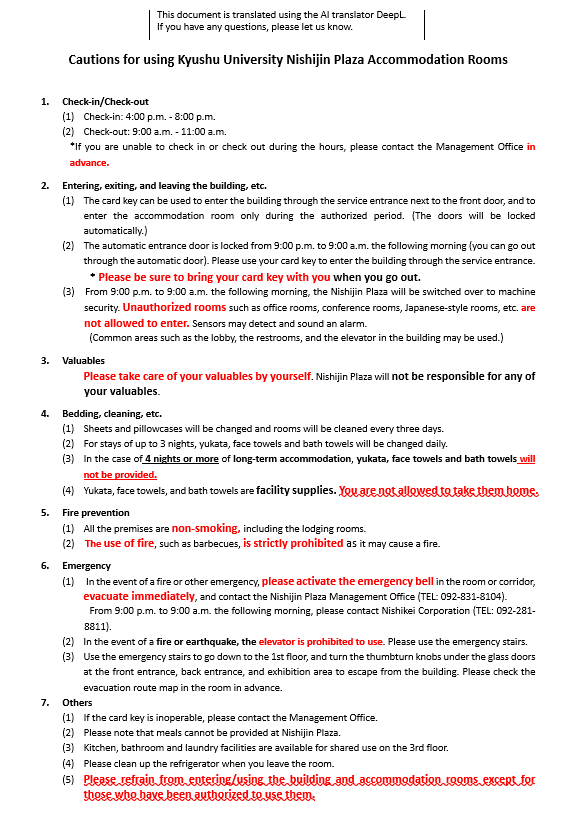 This document is translated using the AI translator DeepL.
If you have any questions, please let us know.
Cautions for using Kyushu University Nishijin Plaza Accommodation Rooms
1. Check-in/Check-out
(1) Check-in: 4:00 p.m. - 8:00 p.m.
(2) Check-out: 9:00 a.m. - 11:00 a.m.
*If you are unable to check in or check out during the hours, please contact the Management Office in
advance.
2. Entering, exiting, and leaving the building, etc.
(1) The card key can be used to enter the building through the service entrance next to the front door, and to
enter the accommodation room only during the authorized period. (The doors will be locked
automatically.)
(2) The automatic entrance door is locked from 9:00 p.m. to 9:00 a.m. the following morning (you can go out
through the automatic door). Please use your card key to enter the building through the service entrance.
* Please be sure to bring your card key with you when you go out.
(3) From 9:00 p.m. to 9:00 a.m. the following morning, the Nishijin Plaza will be switched over to machine
security. Unauthorized rooms such as office rooms, conference rooms, Japanese-style rooms, etc. are
not allowed to enter. Sensors may detect and sound an alarm.
(Common areas such as the lobby, the restrooms, and the elevator in the building may be used.)
3. Valuables
Please take care of your valuables by yourself. Nishijin Plaza will not be responsible for any of
your valuables.
4. Bedding, cleaning, etc.
(1) Sheets and pillowcases will be changed and rooms will be cleaned every three days.
(2) For stays of up to 3 nights, yukata, face towels and bath towels will be changed daily.
(3) In the case of 4 nights or more of long-term accommodation, yukata, face towels and bath towels will
not be provided.
(4) Yukata, face towels, and bath towels are facility supplies. You are not allowed to take them home.
5. Fire prevention
(1) All the premises are non-smoking, including the lodging rooms.
(2) The use of fire, such as barbecues, is strictly prohibited as it may cause a fire.
6. Emergency
(1) In the event of a fire or other emergency, please activate the emergency bell in the room or corridor,
evacuate immediately, and contact the Nishijin Plaza Management Office (TEL: 092-831-8104).
From 9:00 p.m. to 9:00 a.m. the following morning, please contact Nishikei Corporation (TEL: 092-281-
8811).
(2) In the event of a fire or earthquake, the elevator is prohibited to use. Please use the emergency stairs.
(3) Use the emergency stairs to go down to the 1st floor, and turn the thumbturn knobs under the glass doors
at the front entrance, back entrance, and exhibition area to escape from the building. Please check the
evacuation route map in the room in advance.
7. Others
(1) If the card key is inoperable, please contact the Management Office.
(2) Please note that meals cannot be provided at Nishijin Plaza.
(3) Kitchen, bathroom and laundry facilities are available for shared use on the 3rd floor.
(4) Please clean up the refrigerator when you leave the room.
(5) Please refrain from entering/using the building and accommodation rooms except for
those who have been authorized to use them.